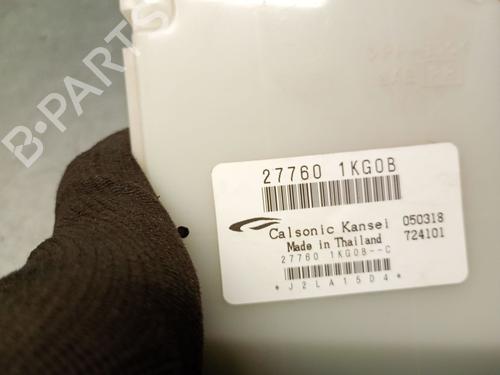 B-PARTS
27760 1KG0B
Calsonic Kansei 050318
Made in Thailand 724101
27760 1KG0B--C
*J2LA15D4*